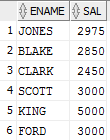 ENAME SAL
1 JONES 2975
2 BLAKE 2850
3 CLARK 2450
4 SCOTT 3000
5 KING 5000
6 FORD 3000